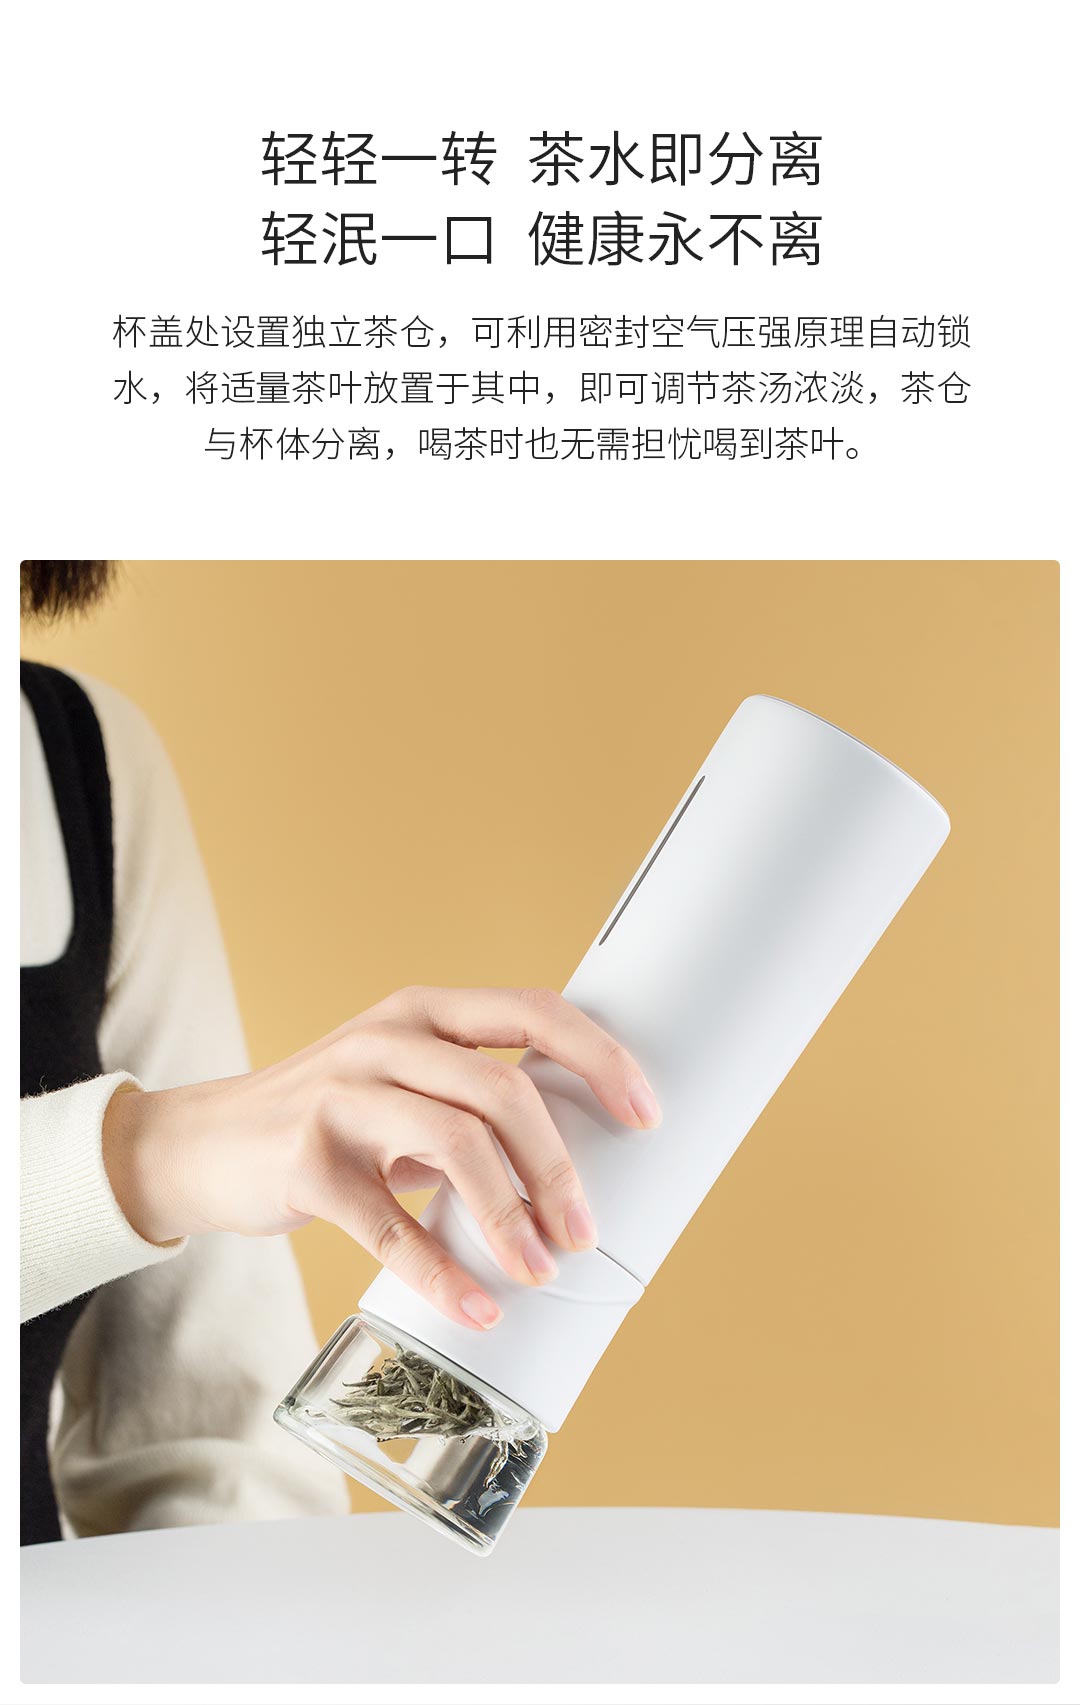 轻轻一转 茶水即分离
轻泯一口 健康永不离
杯盖处设置独立茶仓，可利用密封空气压强原理自动锁
水，将适量茶叶放置于其中，即可调节茶汤浓淡，茶仓
与杯体分离，喝茶时也无需担忧喝到茶叶。